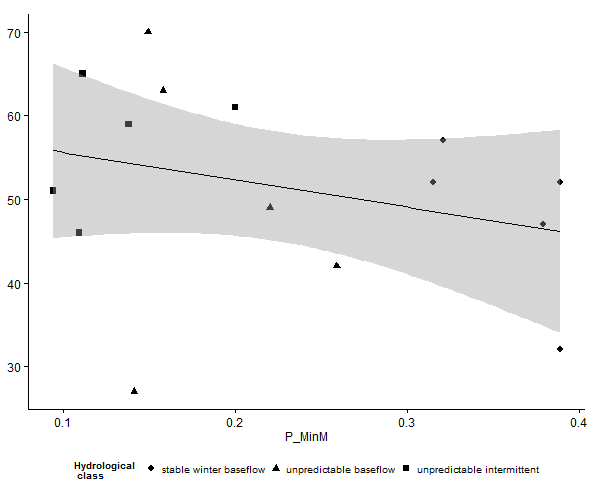 70
60
50
40
30
0.1 0.2 0.3 0.4
P_MinM
Hydrological
class
stable winter baseflow unpredictable baseflow unpredictable intermittent